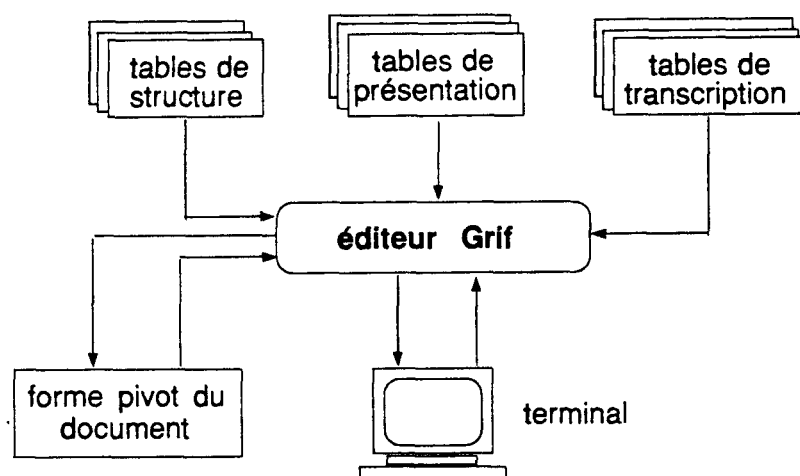 tables de
structure
tables de
présentation
tables de
transcription
éditeur Grif
forme pivot du
document
terminal